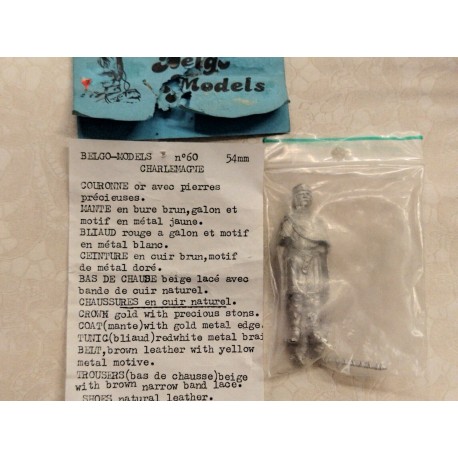 Belgo
Models
BELGO-MODELS n°60 54mm
CHARLEMAGNE
COURONNE or avec pierres
précieuses.
MANTE en bure brun,galon et
motif en métal jaune.
BLIAUD rouge a galon et motif
en métal blanc.
CEINTURE en cuir brun,motif
de métal doré.
BAS DE CHAUSE beige lacé avec
bande de cuir naturel.
CHAUSSURES en cuir naturel.
CROWN gold with precious stons.
COAT(mante)with gold metal edge.
TUNIC(bliaud)redwhite metal brai
BELT,brown leather with yellow
metal motive.
TROUSERS(bas de chausse)beige
with brown narrow band lace.
SHOES natural leather.